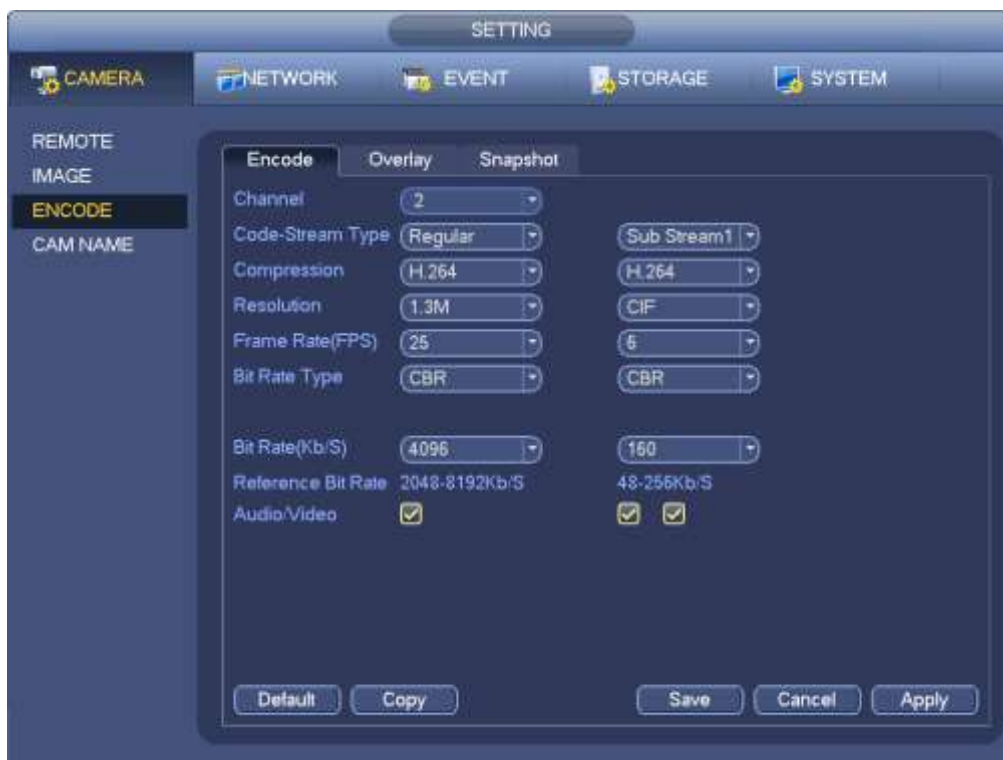 SETTING
CAMERA NETWORK EVENT STORAGE SYSTEM
REMOTE
IMAGE
ENCODE
CAM NAME
Encode Overlay Snapshot
Channel 2
Code-Stream Type Regular Sub Stream1
Compression H.264 H.264
Resolution 1.3M CIF
Frame Rate(FPS) 25 6
Bit Rate Type CBR CBR
Bit Rate(Kb/S) 4096 160
Reference Bit Rate 2048-8192Kb/S 48-256Kb/S
Audio/Video
Default Copy Save Cancel Apply